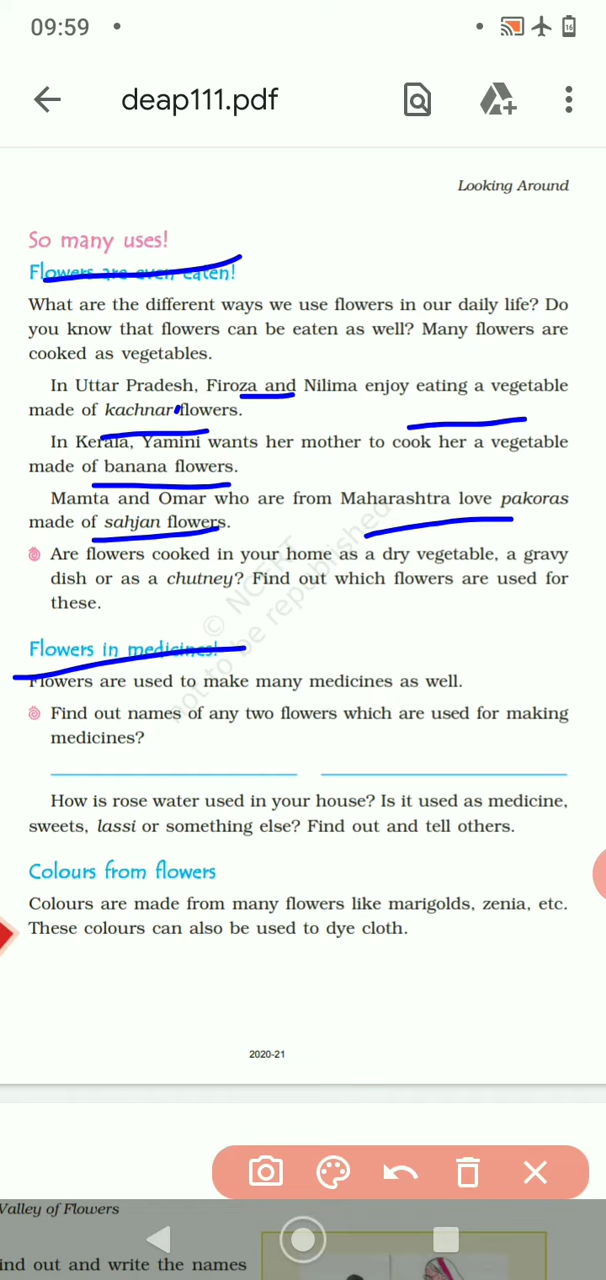 09:59
16
deap111.pdf
Looking Around
So many uses!
Flowers are even eaten!
What are the different ways we use flowers in our daily life? Do
you know that flowers can be eaten as well? Many flowers are
cooked as vegetables.
In Uttar Pradesh, Firoza and Nilima enjoy eating a vegetable
made of kachnar flowers.
In Kerala, Yamini wants her mother to cook her a vegetable
made of banana flowers.
Mamta and Omar who are from Maharashtra love pakoras
made of sahjan flowers.
Are flowers cooked in your home as a dry vegetable, a gravy
dish or as a chutney? Find out which flowers are used for
these.
© NCERT
not to be republished
Flowers in medicines!
Flowers are used to make many medicines as well.
Find out names of any two flowers which are used for making
medicines?
How is rose water used in your house? Is it used as medicine,
sweets, lassi or something else? Find out and tell others.
Colours from flowers
Colours are made from many flowers like marigolds, zenia, etc.
These colours can also be used to dye cloth.
2020-21
Valley of Flowers
ind out and write the names